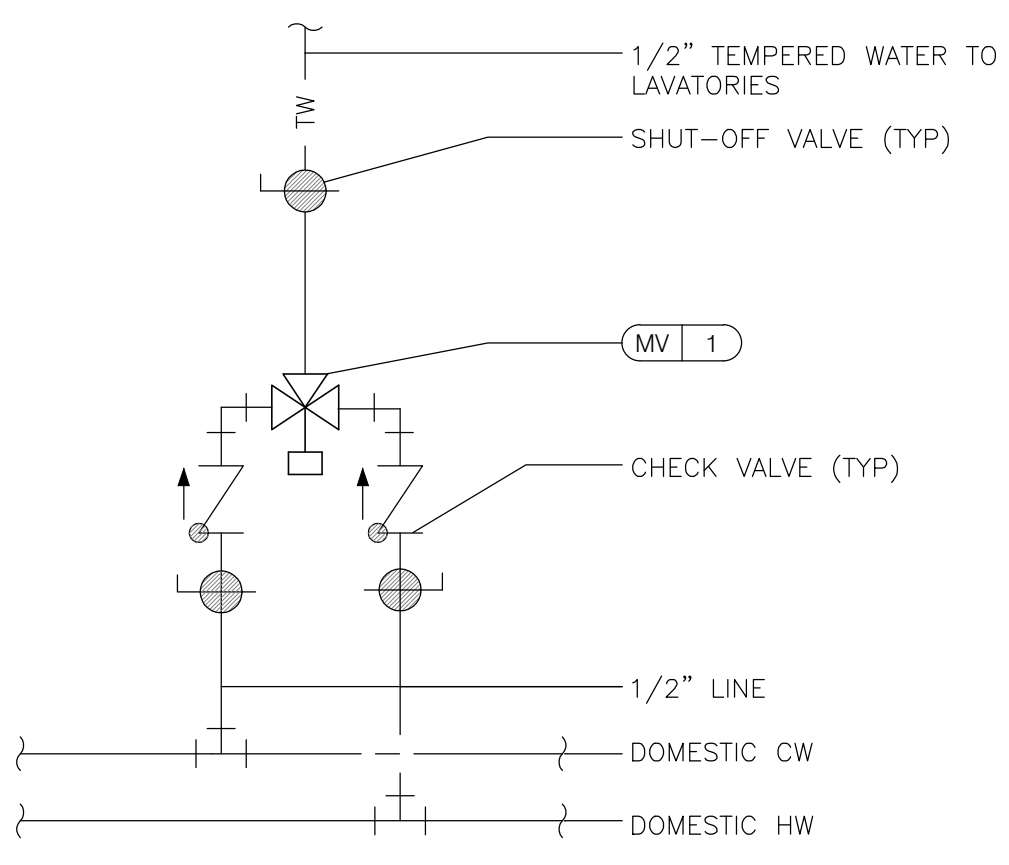 1/2” TEMPERED WATER TO
LAVATORIES
TW
SHUT-OFF VALVE (TYP)
MV 1
CHECK VALVE (TYP)
1/2” LINE
DOMESTIC CW
DOMESTIC HW